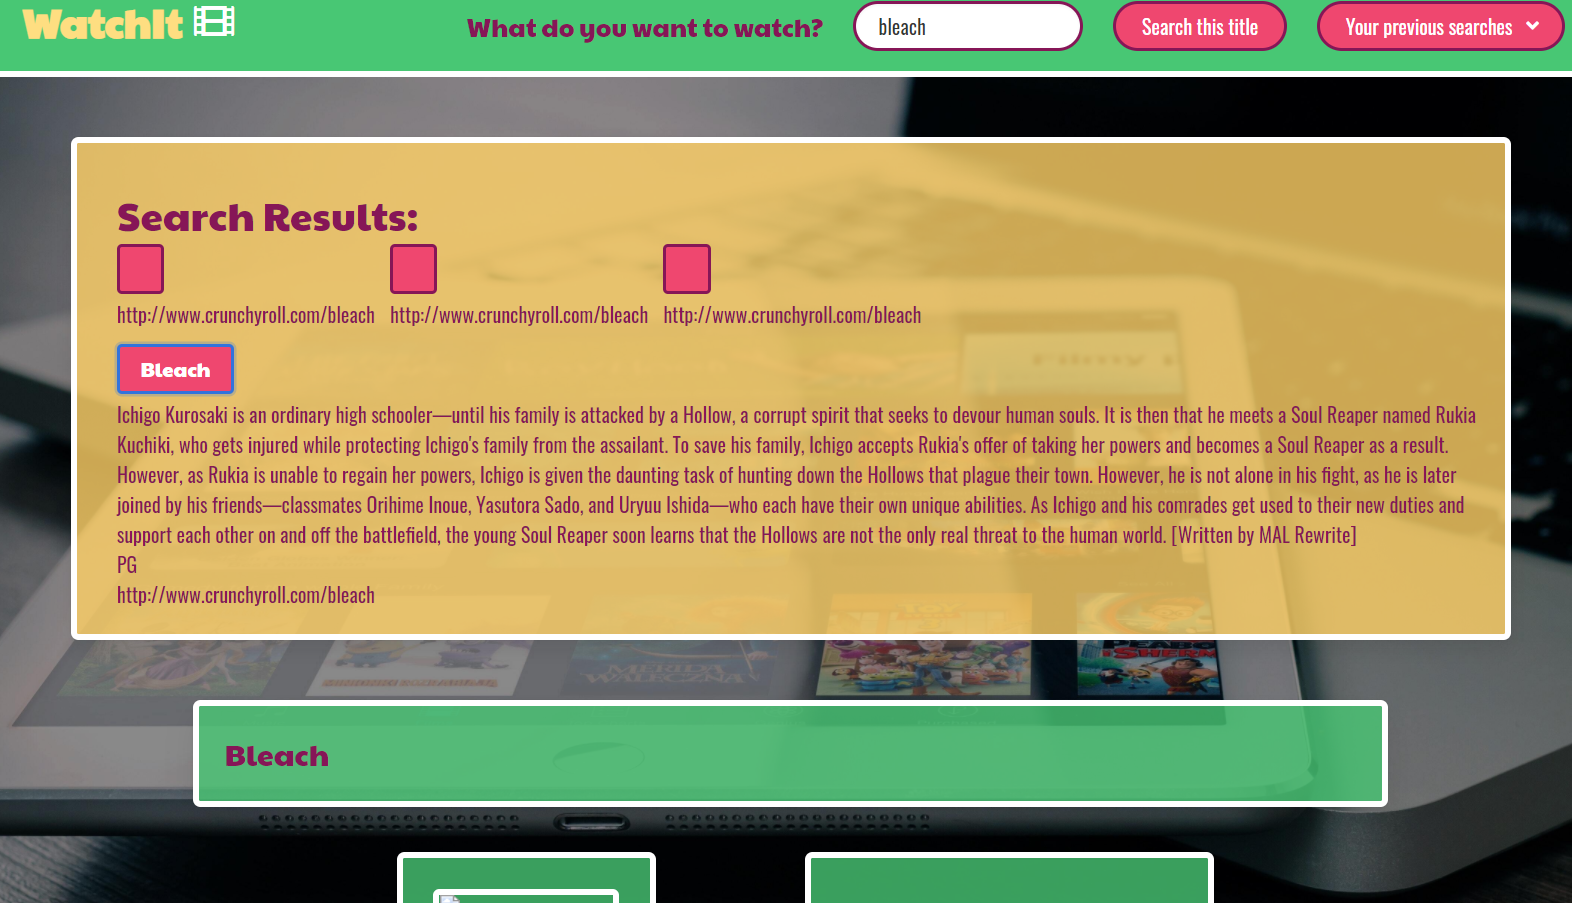 WatchIt
What do you want to watch?
bleach
Search this title
Your previous searches
Search Results:
http://www.crunchyroll.com/bleach http://www.crunchyroll.com/bleach http://www.crunchyroll.com/bleach
Bleach
Ichigo Kurosaki is an ordinary high schooler—until his family is attacked by a Hollow, a corrupt spirit that seeks to devour human souls. It is then that he meets a Soul Reaper named Rukia
Kuchiki, who gets injured while protecting Ichigo's family from the assailant. To save his family, Ichigo accepts Rukia's offer of taking her powers and becomes a Soul Reaper as a result.
However, as Rukia is unable to regain her powers, Ichigo is given the daunting task of hunting down the Hollows that plague their town. However, he is not alone in his fight, as he is later
joined by his friends—classmates Orihime Inoue, Yasutora Sado, and Uryuu Ishida—who each have their own unique abilities. As Ichigo and his comrades get used to their new duties and
support each other on and off the battlefield, the young Soul Reaper soon learns that the Hollows are not the only real threat to the human world. [Written by MAL Rewrite]
PG
http://www.crunchyroll.com/bleach
TOY
MERIDA
WALECZNA
Bleach